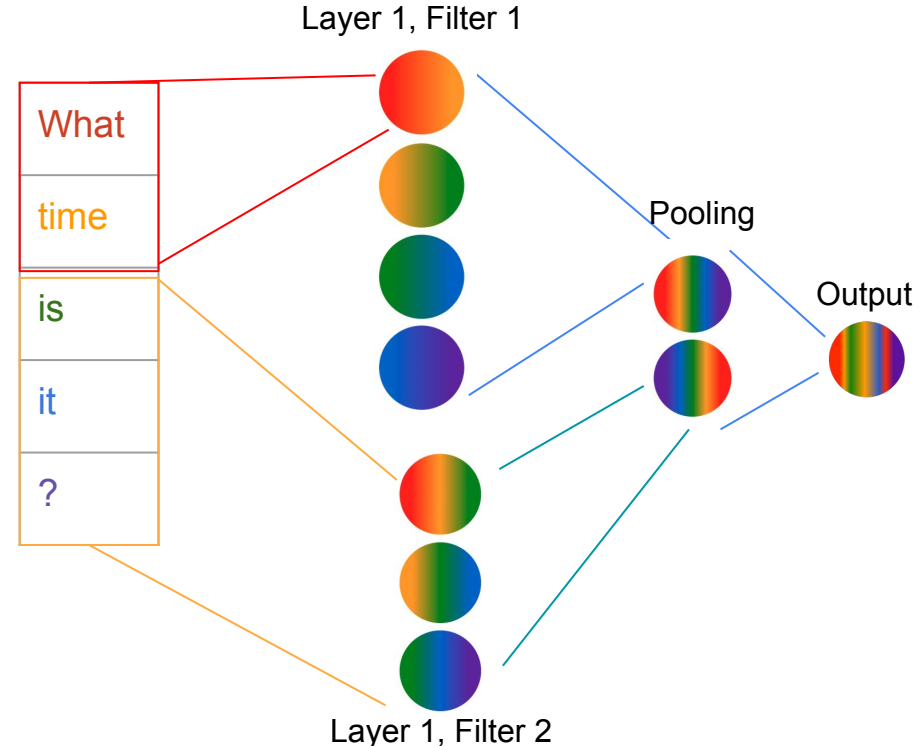 Layer 1, Filter 1
What
time
is
it
?
Pooling
Output
Layer 1, Filter 2